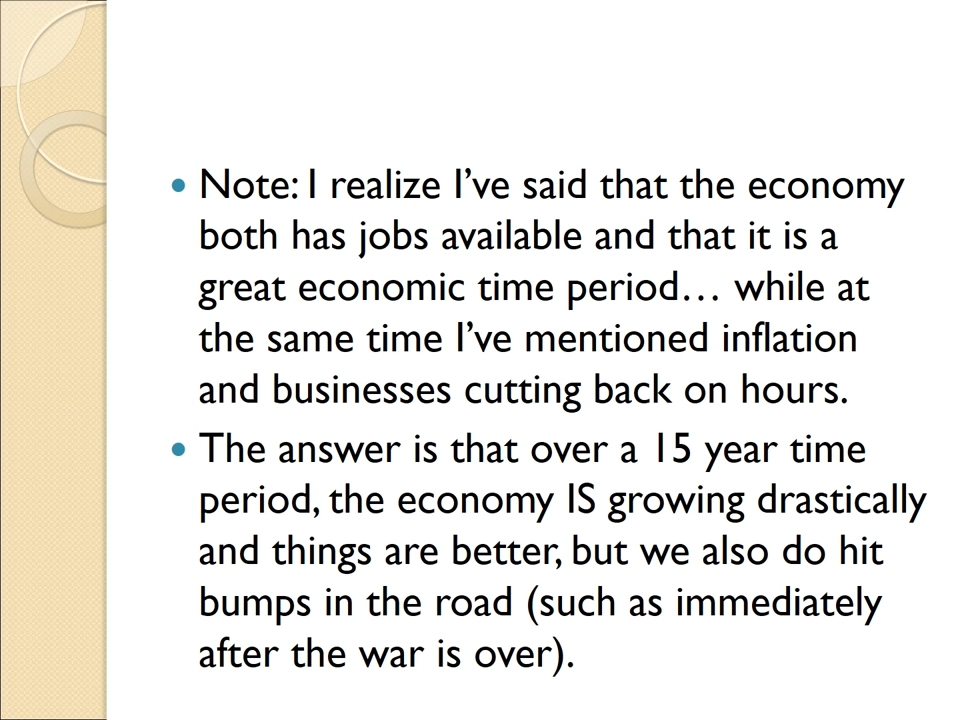 Note: I realize I’ve said that the economy
both has jobs available and that it is a
great economic time period… while at
the same time I’ve mentioned inflation
and businesses cutting back on hours.
The answer is that over a 15 year time
period, the economy IS growing drastically
and things are better, but we also do hit
bumps in the road (such as immediately
after the war is over).